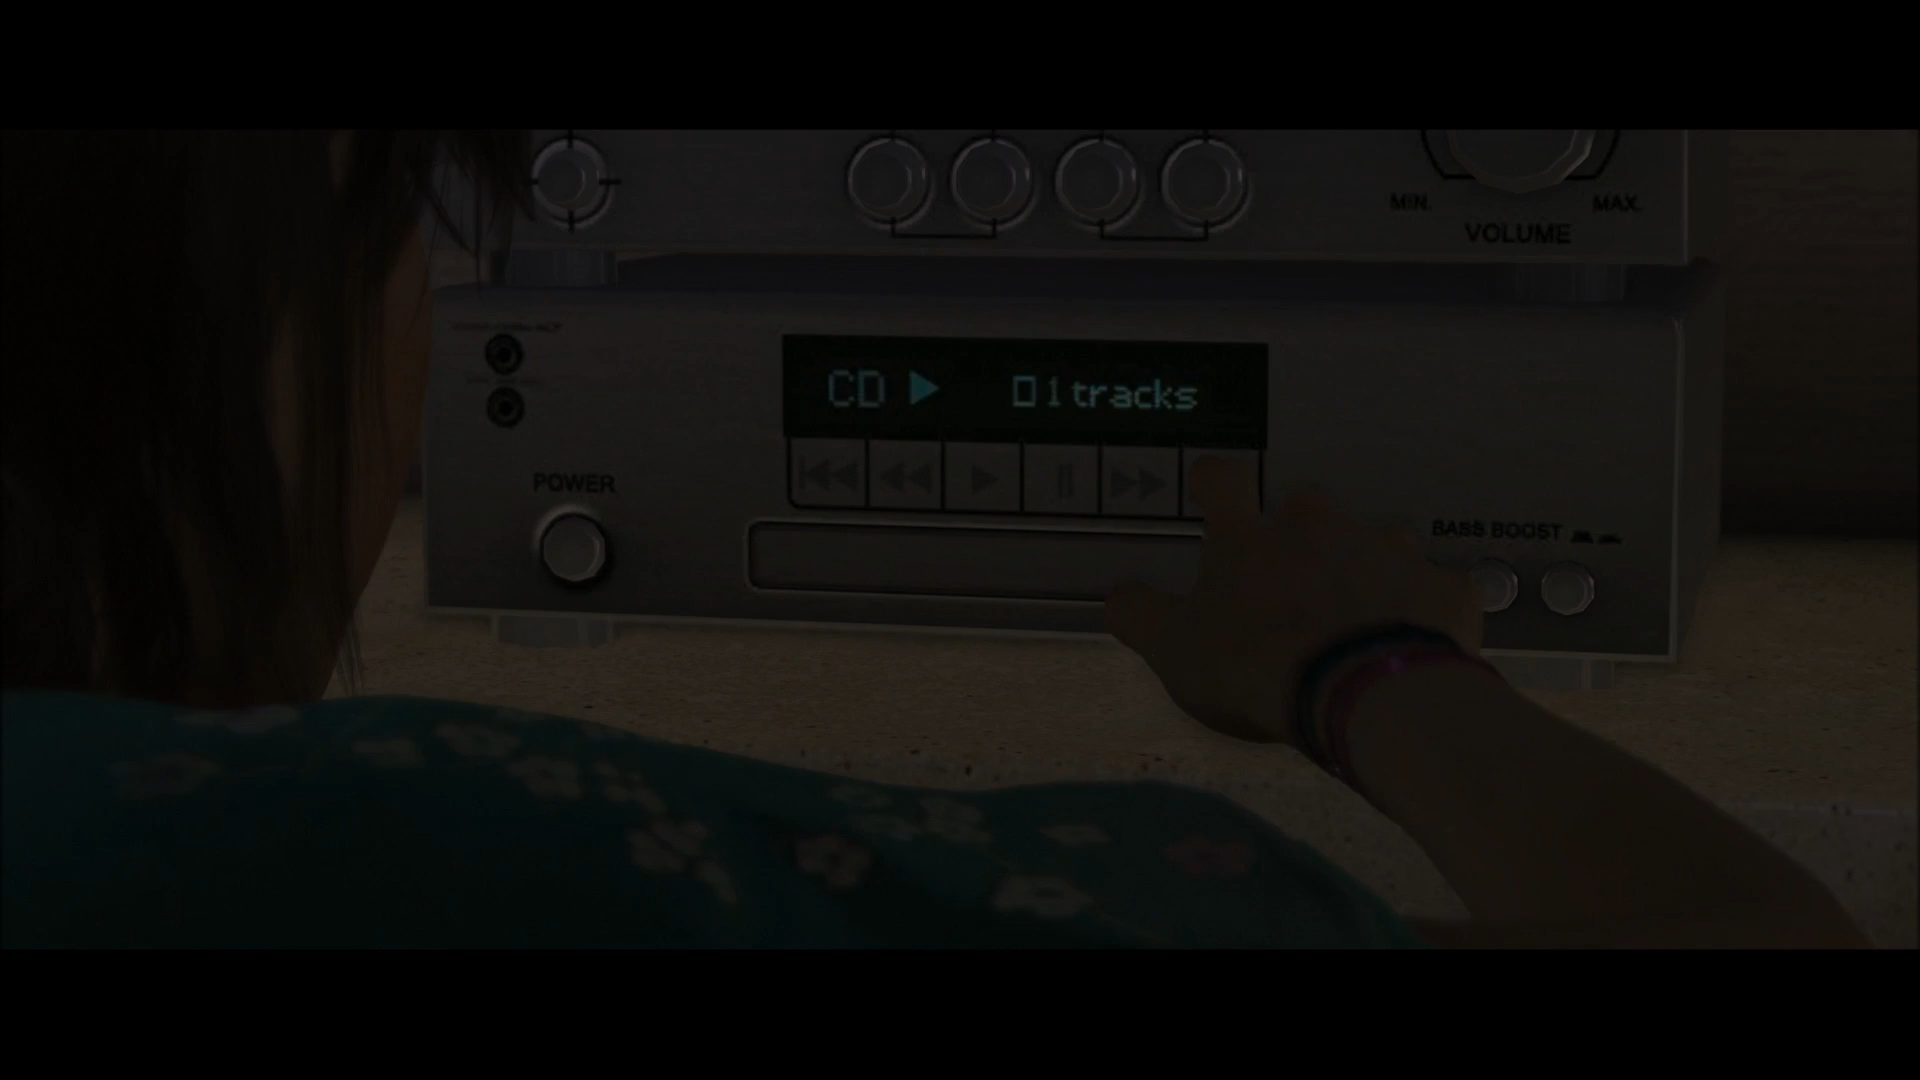 MIN.
MAX.
VOLUME
CD ▶ 01 tracks
POWER
BASS BOOST